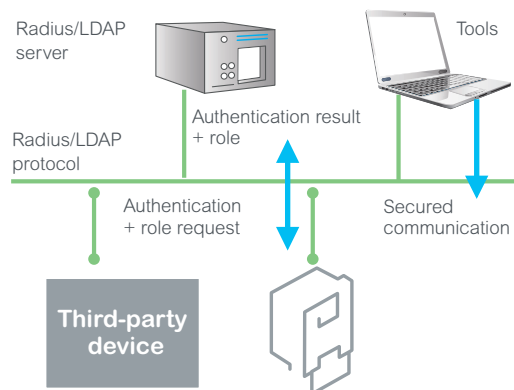 Radius/LDAP
server
Tools
Authentication result
+ role
Radius/LDAP
protocol
Authentication
+ role request
Secured
communication
Third-party
device